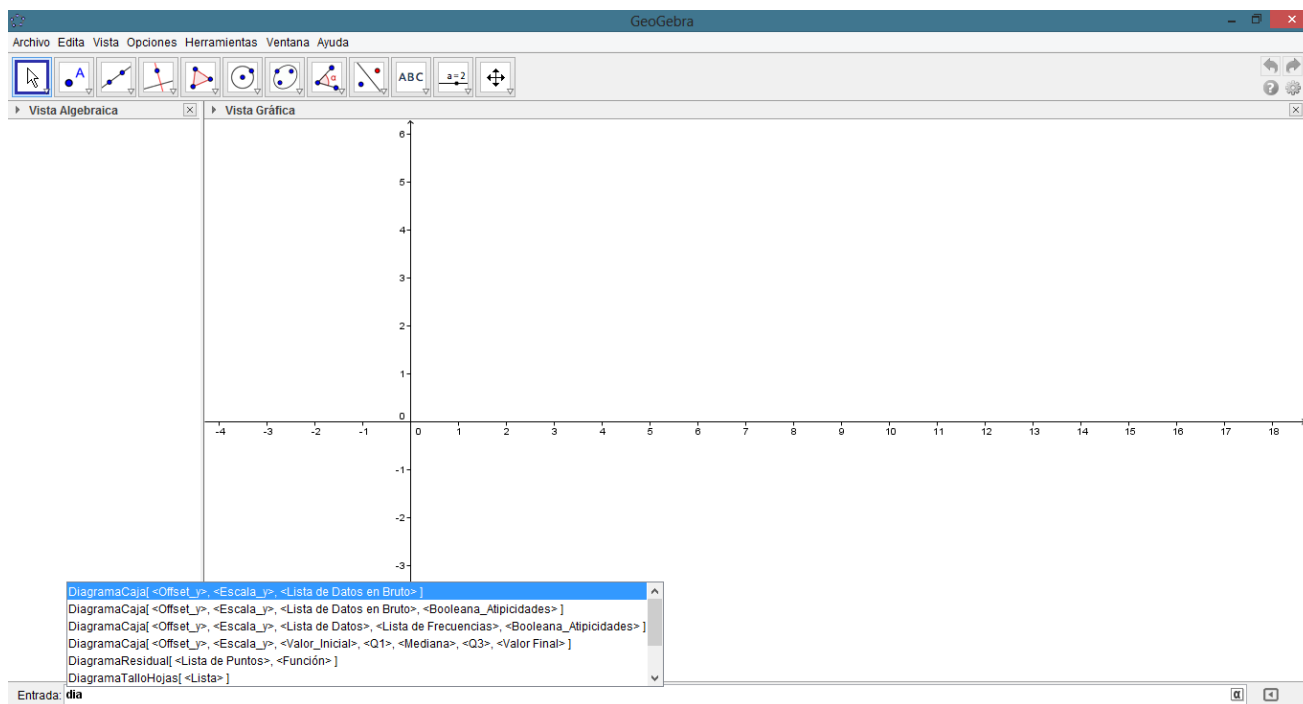 GeoGebra
Archivo Edita Vista Opciones Herramientas Ventana Ayuda
A ABC a=2
Vista Algebraica
Vista Gráfica
6
5
4
3
2
1
0
-4 -3 -2 -1 0 1 2 3 4 5 6 7 8 9 10 11 12 13 14 15 16 17 18
-1
-2
-3
DiagramaCaja[ <Offset_y>, <Escala_y>, <Lista de Datos en Bruto> ]
DiagramaCaja[ <Offset_y>, <Escala_y>, <Lista de Datos en Bruto>, <Booleana_Atipicidades> ]
DiagramaCaja[ <Offset_y>, <Escala_y>, <Lista de Datos>, <Lista de Frecuencias>, <Booleana_Atipicidades> ]
DiagramaCaja[ <Offset_y>, <Escala_y>, <Valor_Inicial>, <Q1>, <Mediana>, <Q3>, <Valor Final> ]
DiagramaResidual[ <Lista de Puntos>, <Función> ]
DiagramaTalloHojas[ <Lista> ]
Entrada: dia α